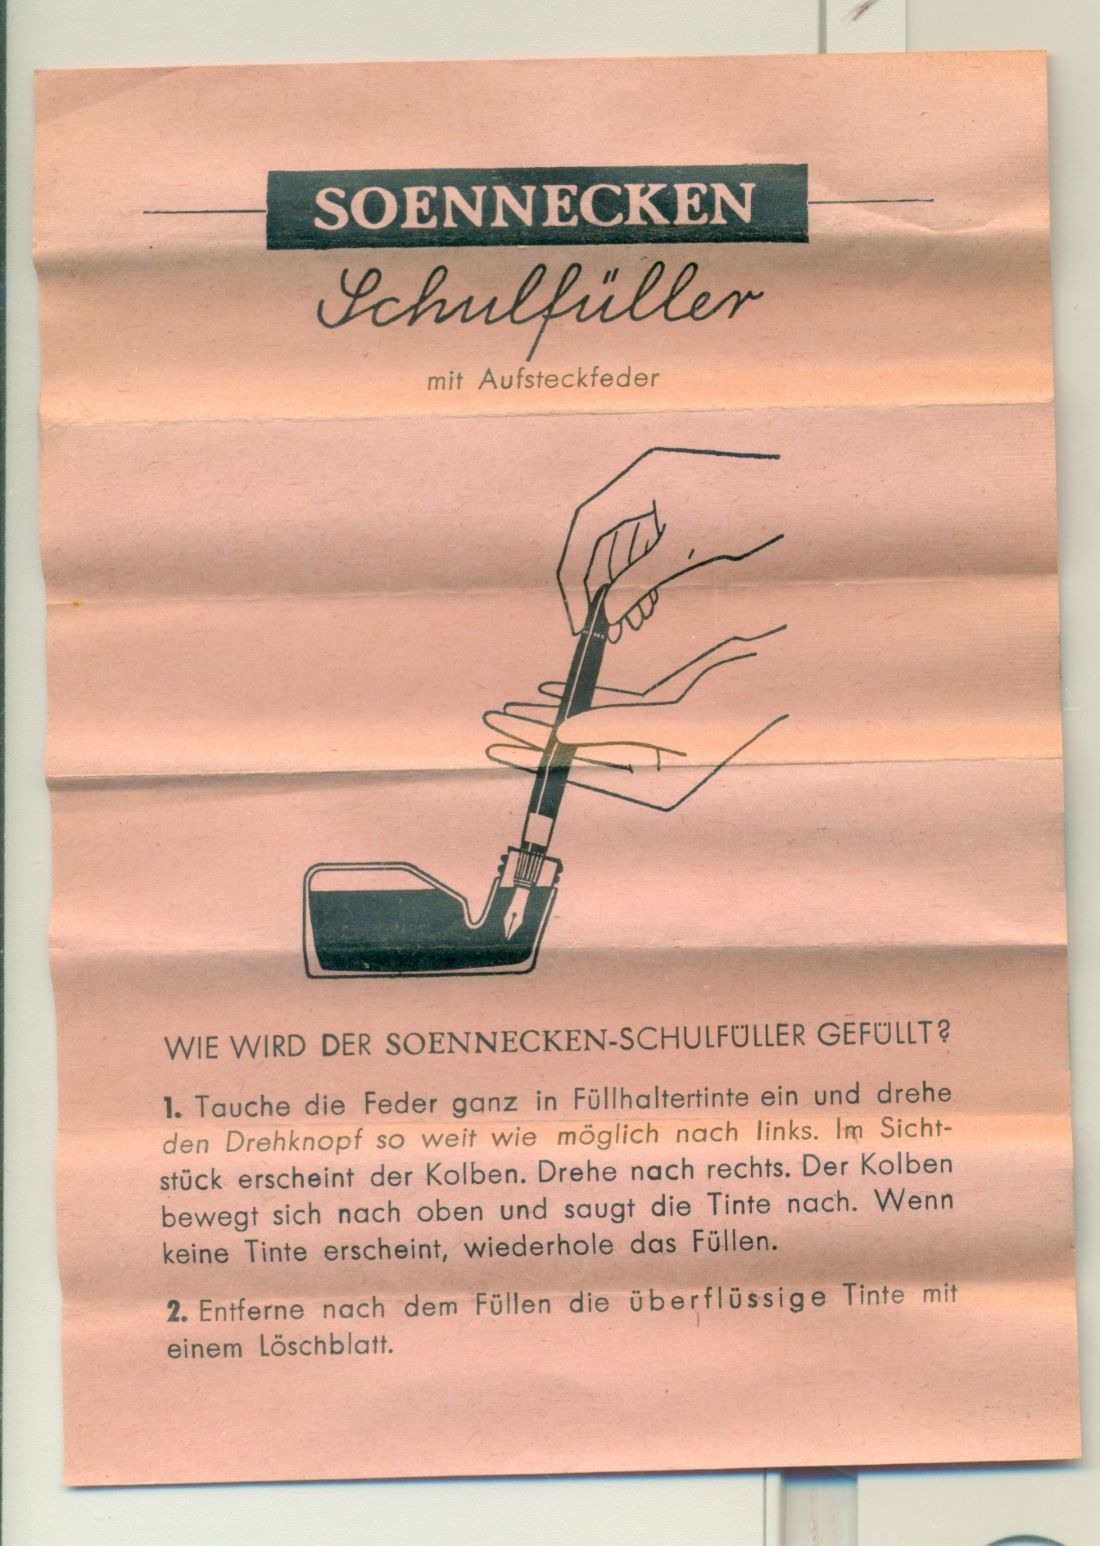 SOENNECKEN
Schulfüller
mit Aufsteckfeder
WIE WIRD DER SOENNECKEN-SCHULFÜLLER GEFÜLLT?
1. Tauche die Feder ganz in Füllhaltertinte ein und drehe
den Drehknopf so weit wie möglich nach links. Im Sicht-
stück erscheint der Kolben. Drehe nach rechts. Der Kolben
bewegt sich nach oben und saugt die Tinte nach. Wenn
keine Tinte erscheint, wiederhole das Füllen.
2. Entferne nach dem Füllen die überflüssige Tinte mit
einem Löschblatt.